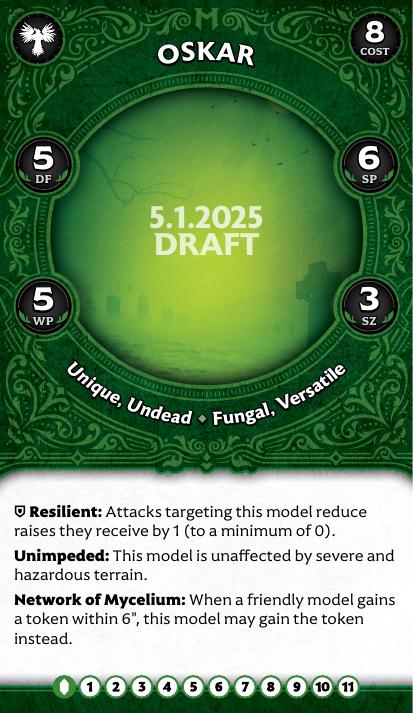 8
COST
OSKAR
5
DF
6
SP
5.1.2025
DRAFT
5
WP
3
SZ
Unique, Undead ◆ Fungal, Versatile
Resilient: Attacks targeting this model reduce
raises they receive by 1 (to a minimum of 0).
Unimpeded: This model is unaffected by severe and
hazardous terrain.
Network of Mycelium: When a friendly model gains
a token within 6", this model may gain the token
instead.
1 2 3 4 5 6 7 8 9 10 11